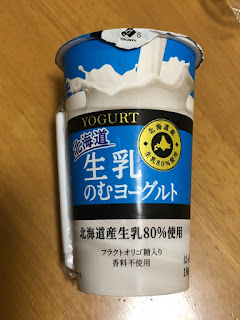 YOGURT
北海道
生乳
のむヨーグルト
北海道産
生乳80%使用
北海道産生乳80%使用
フラクトオリゴ糖入り
香料不使用